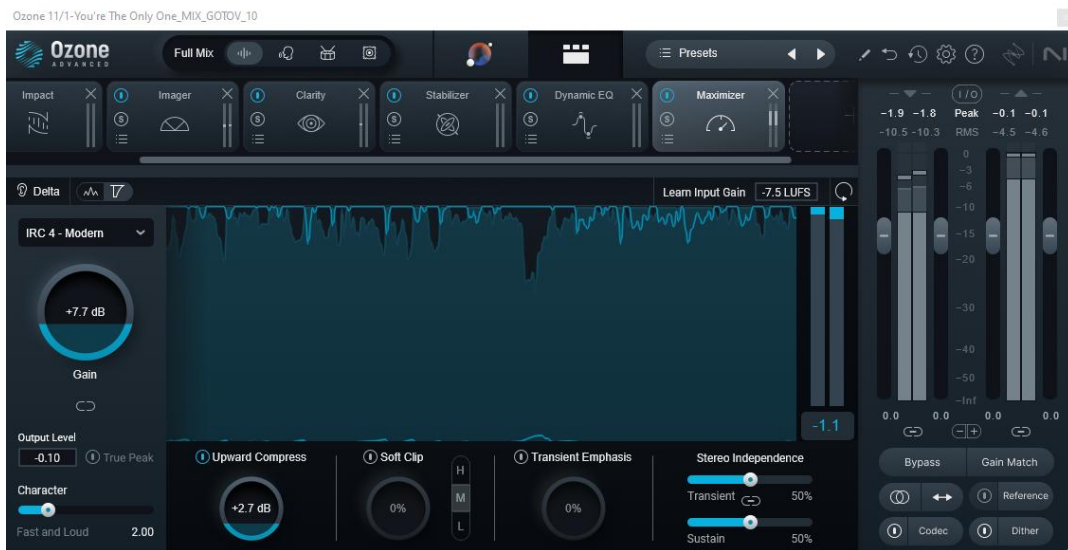 Ozone 11/1-You're The Only One_MIX_GOTOV_10
Ozone
ADVANCED
Full Mix
Presets
Impact
Imager
S
Clarity
S
Stabilizer
S
Dynamic EQ
S
Maximizer
S
I/O
-1.9 -1.8 Peak -0.1 -0.1
-10.5 -10.3 RMS -4.5 -4.6
Delta
Learn Input Gain -7.5 LUFS
IRC 4 - Modern
+7.7 dB
Gain
Output Level
-0.10 True Peak
Character
Fast and Loud 2.00
-1.1
Upward Compress
+2.7 dB
Soft Clip
0%
H
M
L
Transient Emphasis
0%
Stereo Independence
Transient 50%
Sustain 50%
0
-3
-6
-10
-15
-20
-30
-40
-50
-Inf
0.0 0.0 0.0 0.0
Bypass Gain Match
Reference
Codec Dither